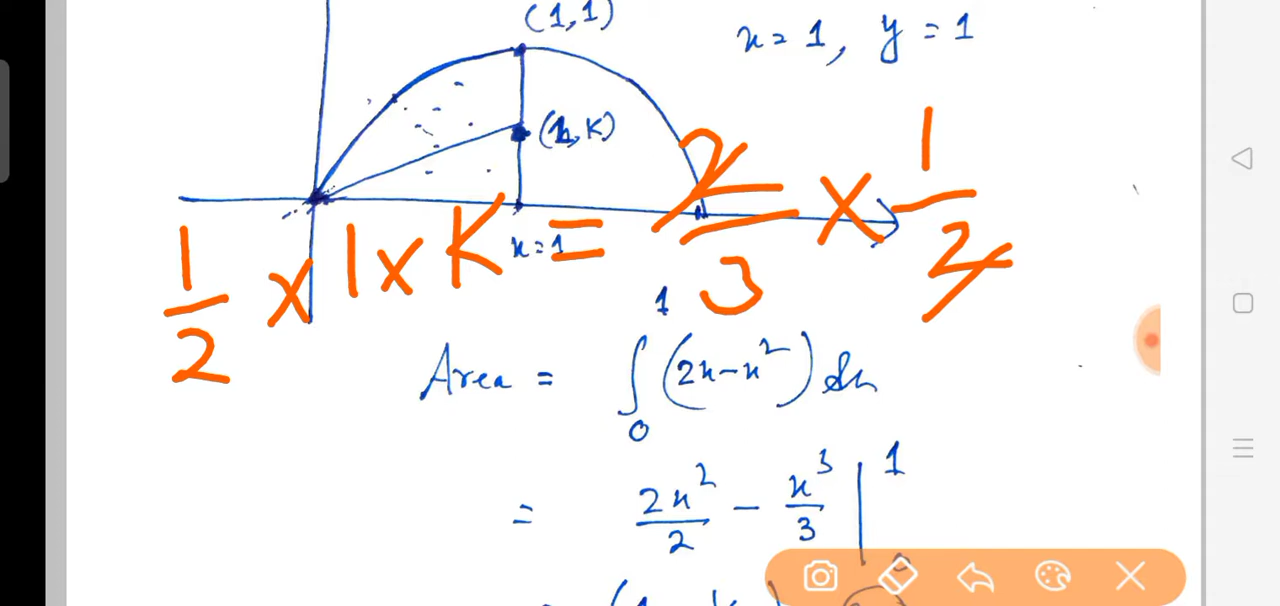 (1,1)
x=1, y=1
(1,K)
x=1
1/2 × 1 × K = 2/3 × 1/2
Area = ∫₀¹ (2x-x²) dx
= 2x²/2 - x³/3 |¹